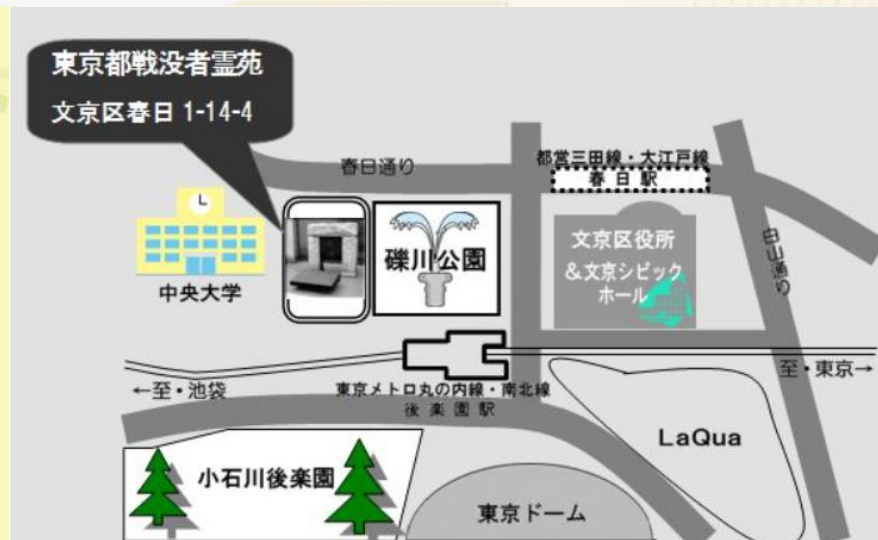 東京都戦没者霊苑
文京区春日 1-14-4
春日通り
都営三田線・大江戸線
春日駅
中央大学
礫川公園
文京区役所
&文京シビック
ホール
白山通り
←至・池袋
東京メトロ丸の内線・南北線
後楽園駅
至・東京→
LaQua
小石川後楽園
東京ドーム